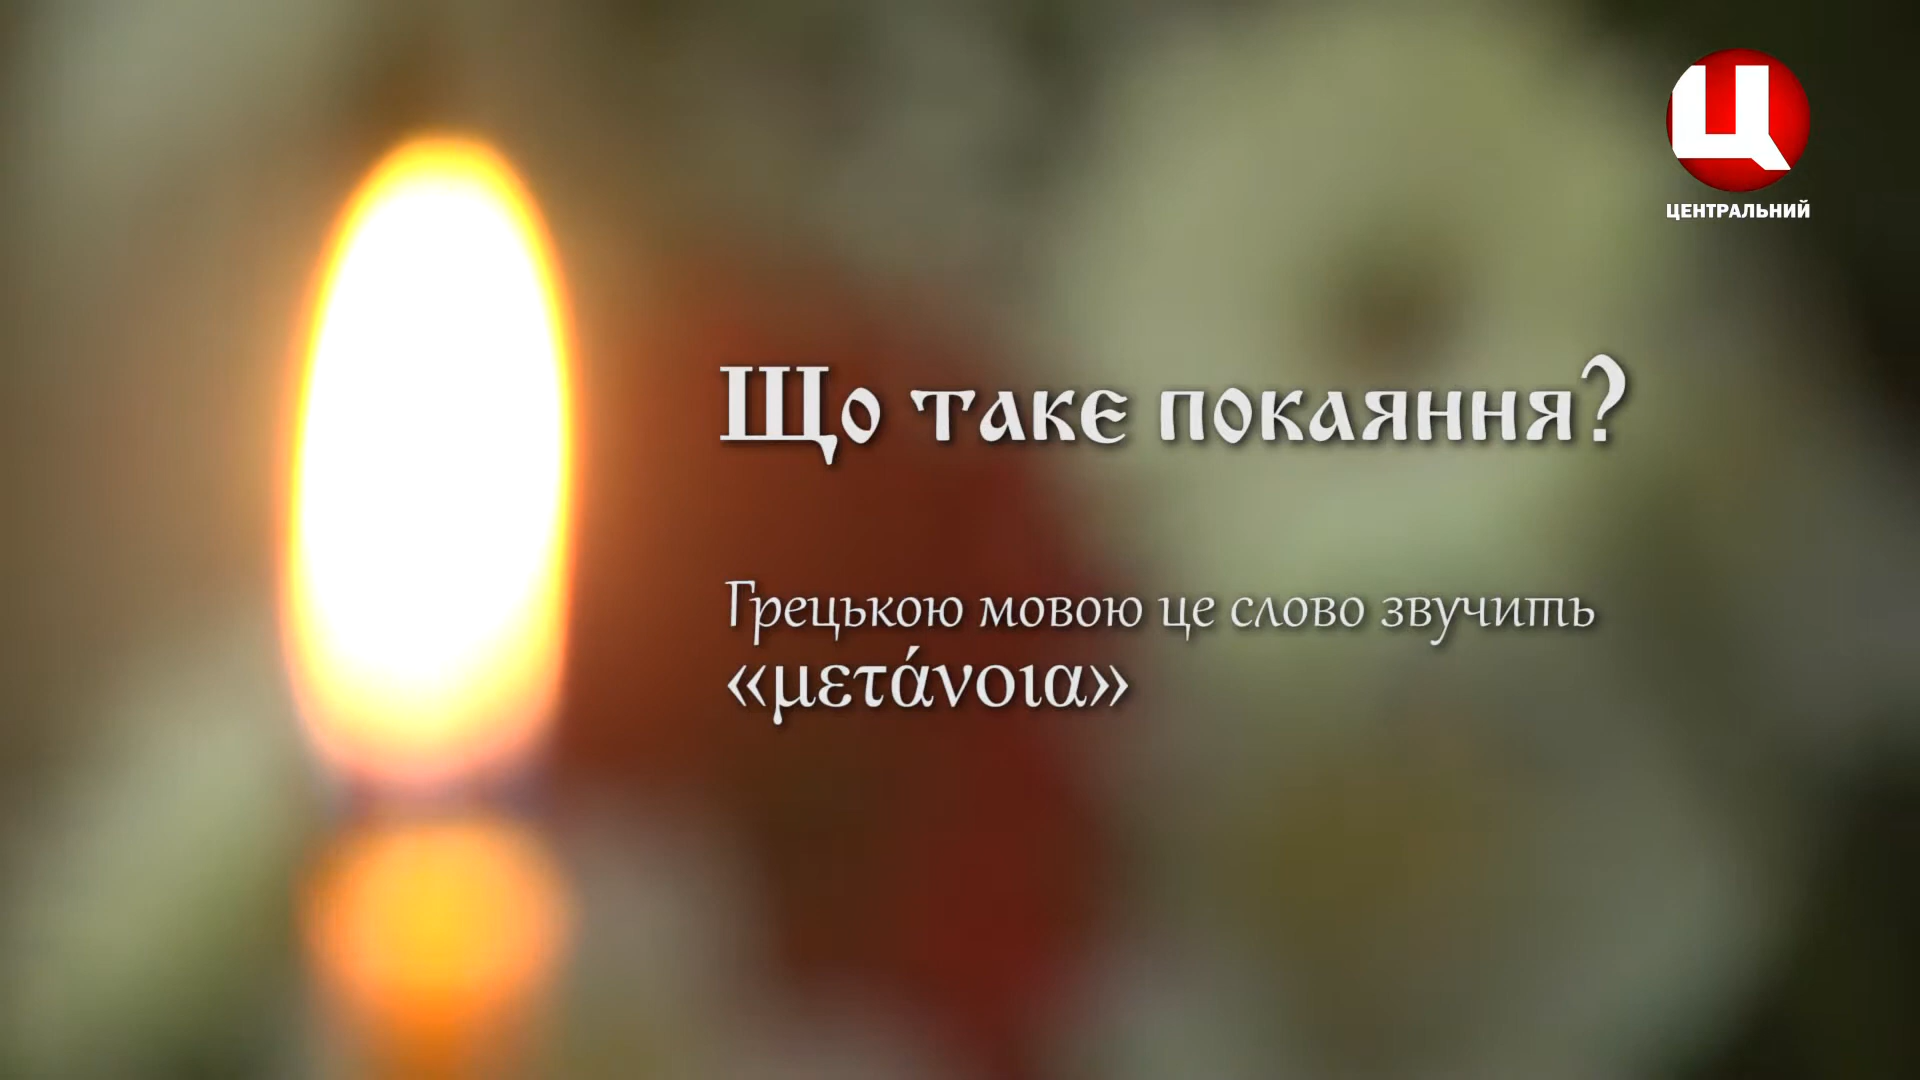 Ц
ЦЕНТРАЛЬНИЙ
Що таке покаяння?
Грецькою мовою це слово звучить
«μετάνοια»